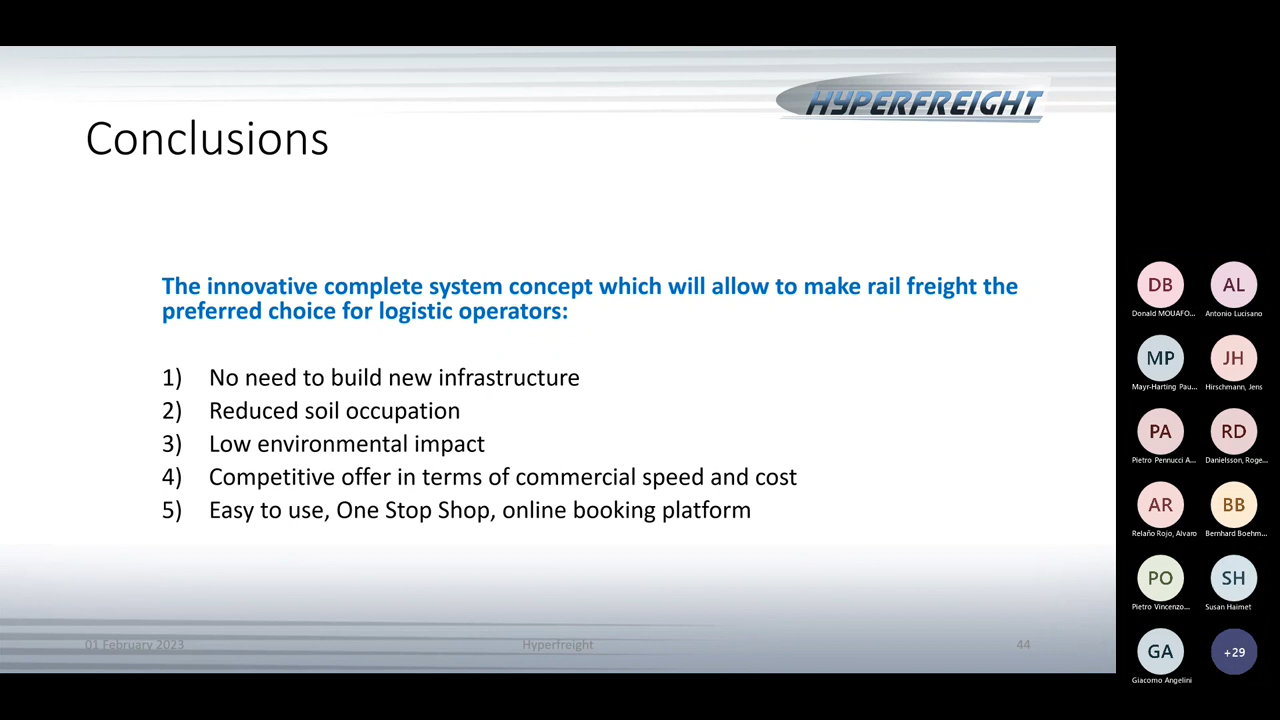 HYPERFREIGHT
Conclusions
The innovative complete system concept which will allow to make rail freight the
preferred choice for logistic operators:
1) No need to build new infrastructure
2) Reduced soil occupation
3) Low environmental impact
4) Competitive offer in terms of commercial speed and cost
5) Easy to use, One Stop Shop, online booking platform
01 February 2023 Hyperfreight 44
DB AL
Donald MOUAFO... Antonio Lucisano
MP JH
Mayr-Harting Pau... Hirschmann, Jens
PA RD
Pietro Pennucci A... Danielsson, Roge...
AR BB
Relaño Rojo, Alvaro Bernhard Boehm...
PO SH
Pietro Vincenzo... Susan Haimet
GA +29
Giacomo Angelini